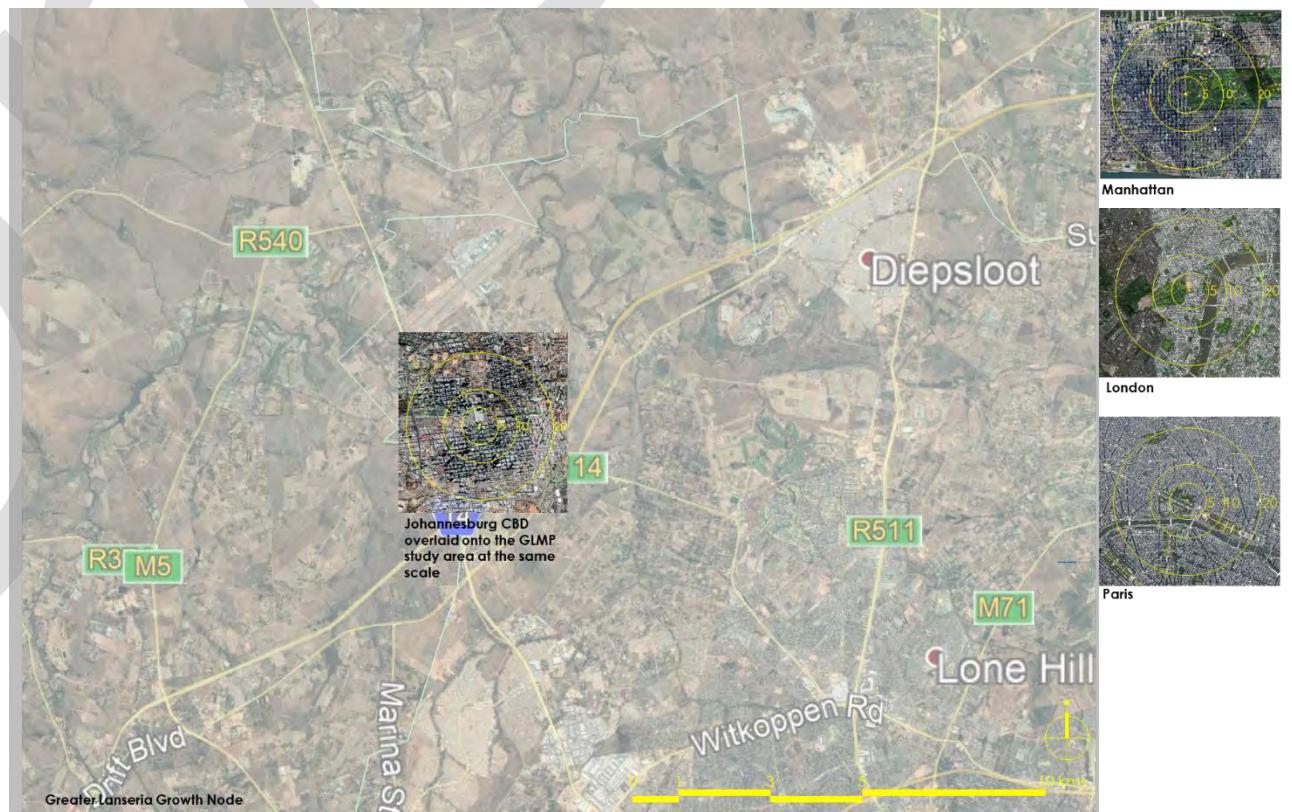 R540
Diepsloot
5 10 20
Johannesburg CBD
overlaid onto the GLMP
study area at the same
scale
14
R511
R3
M5
M71
Lone Hill
Witkoppen Rd
Marina S
Drift Blvd
0 1 3 5 10 kms
Greater Lanseria Growth Node
5 10 20
Manhattan
5 10 20
London
5 10 20
Paris